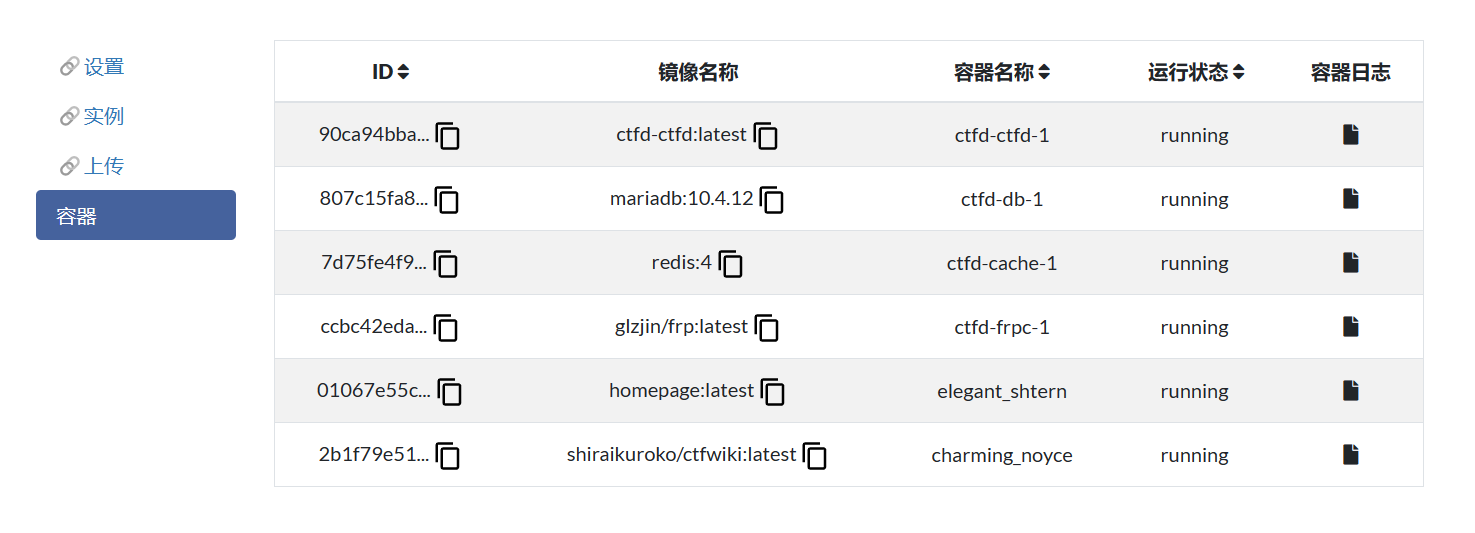 设置
实例
上传
容器
ID 镜像名称 容器名称 运行状态 容器日志
90ca94bba... ctfd-ctfd:latest ctfd-ctfd-1 running
807c15fa8... mariadb:10.4.12 ctfd-db-1 running
7d75fe4f9... redis:4 ctfd-cache-1 running
ccbc42eda... glzjin/frp:latest ctfd-frpc-1 running
01067e55c... homepage:latest elegant_shtern running
2b1f79e51... shiraikuroko/ctfwiki:latest charming_noyce running